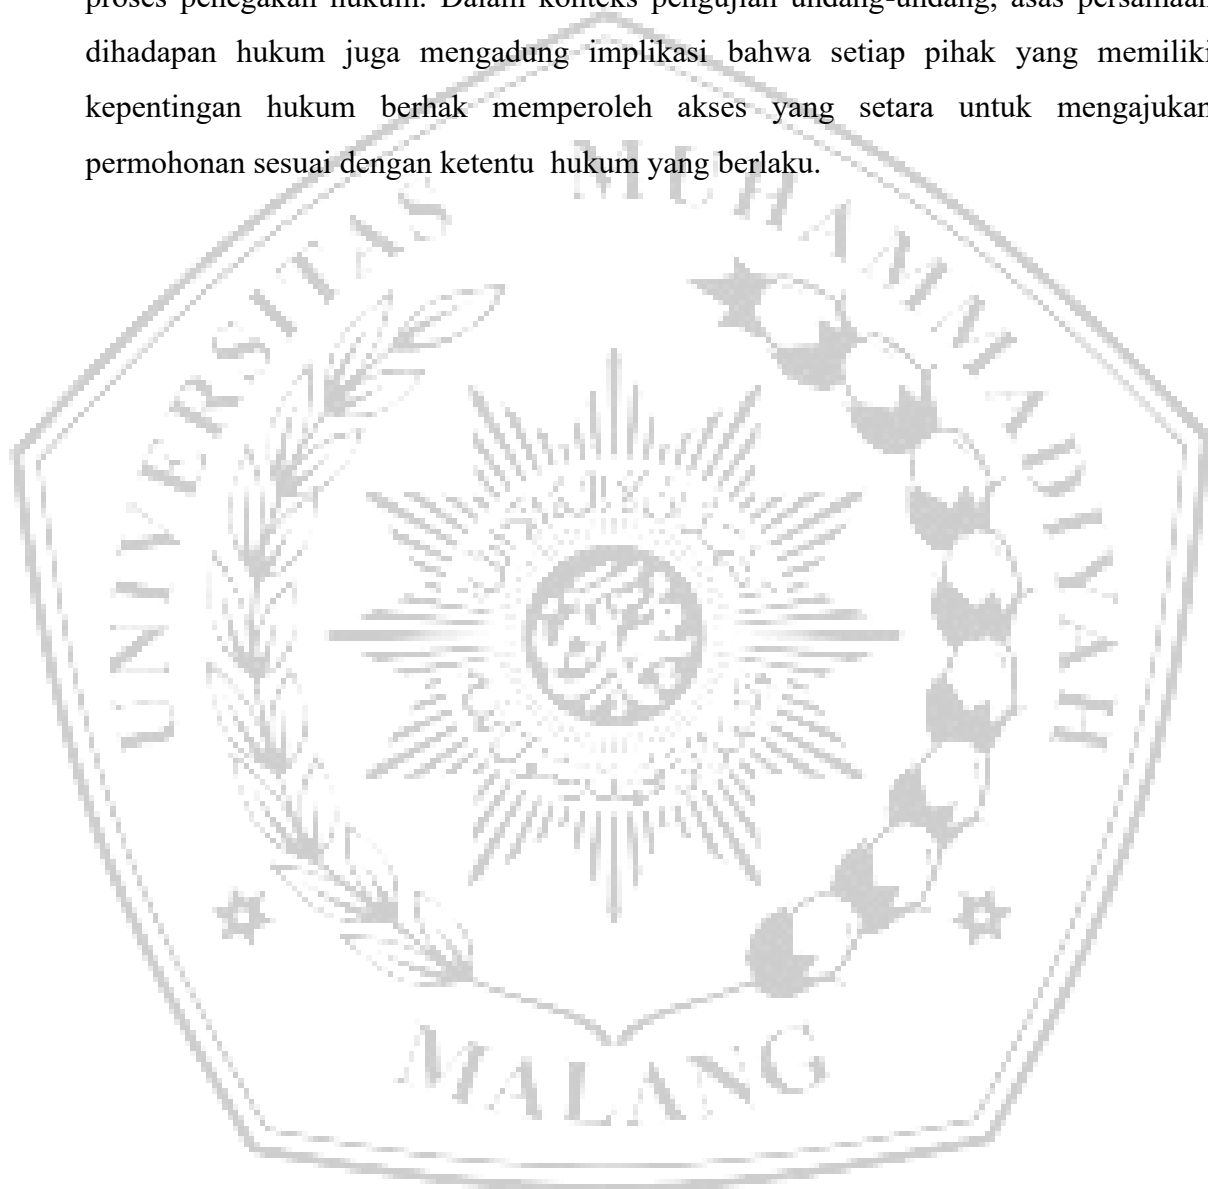 proses penegakan hukum. Dalam konteks pengujian undang-undang, asas persamaan
dihadapan hukum juga mengadung implikasi bahwa setiap pihak yang memiliki
kepentingan hukum berhak memperoleh akses yang setara untuk mengajukan
permohonan sesuai dengan ketentu  hukum yang berlaku.
UNIVERSITAS MUHAMMADIYAH
MALANG